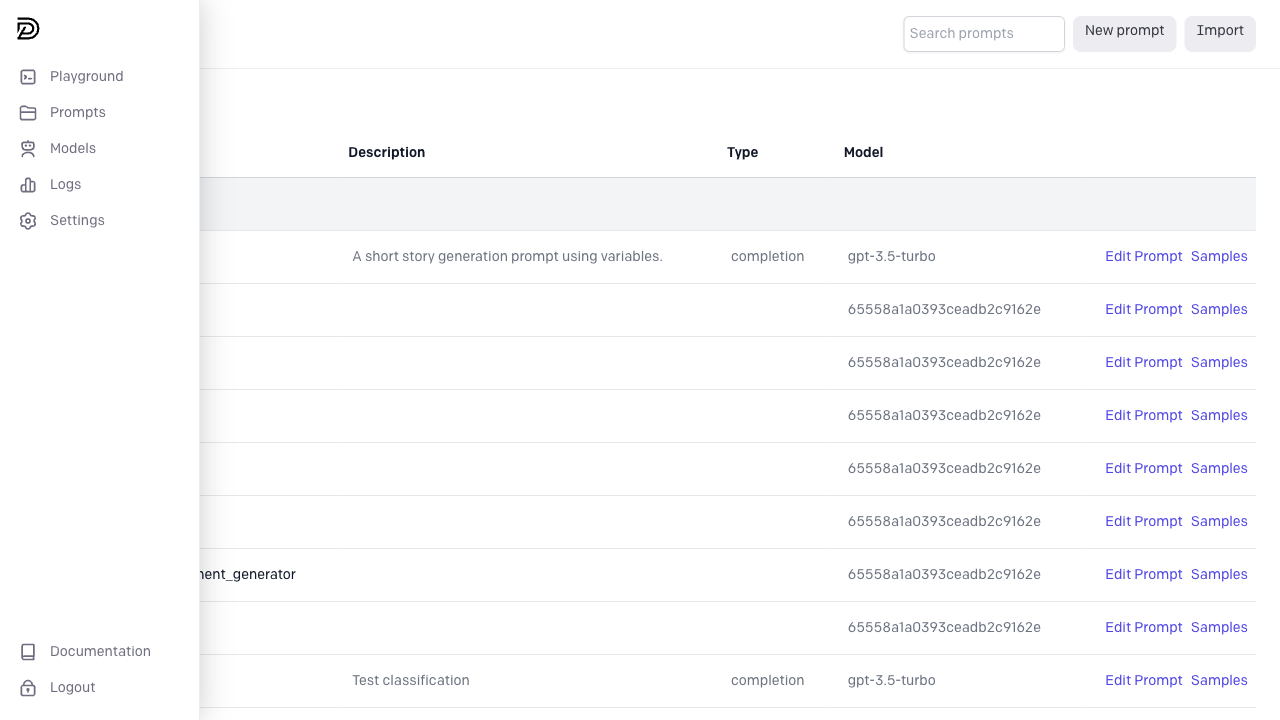 Search prompts New prompt Import
Playground
Prompts
Models
Logs
Settings
Documentation
Logout
Description Type Model
A short story generation prompt using variables. completion gpt-3.5-turbo Edit Prompt Samples
65558a1a0393ceadb2c9162e Edit Prompt Samples
65558a1a0393ceadb2c9162e Edit Prompt Samples
65558a1a0393ceadb2c9162e Edit Prompt Samples
65558a1a0393ceadb2c9162e Edit Prompt Samples
65558a1a0393ceadb2c9162e Edit Prompt Samples
ent_generator 65558a1a0393ceadb2c9162e Edit Prompt Samples
65558a1a0393ceadb2c9162e Edit Prompt Samples
Test classification completion gpt-3.5-turbo Edit Prompt Samples